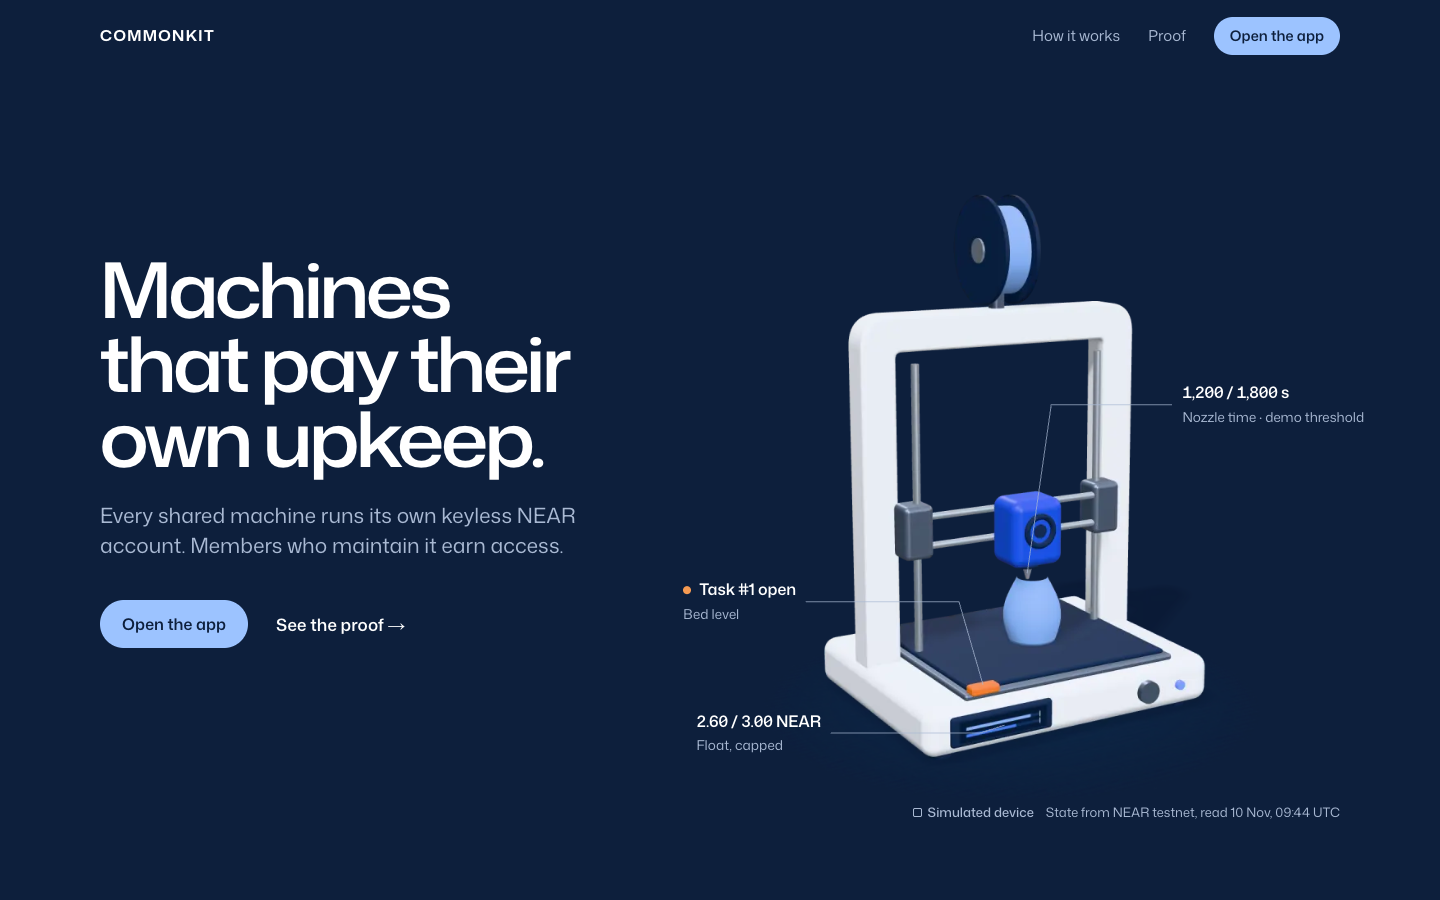 COMMONKIT
How it works
Proof
Open the app
Machines
that pay their
own upkeep.
Every shared machine runs its own keyless NEAR
account. Members who maintain it earn access.
Open the app
See the proof →
1,200 / 1,800 s
Nozzle time · demo threshold
Task #1 open
Bed level
2.60 / 3.00 NEAR
Float, capped
Simulated device
State from NEAR testnet, read 10 Nov, 09:44 UTC